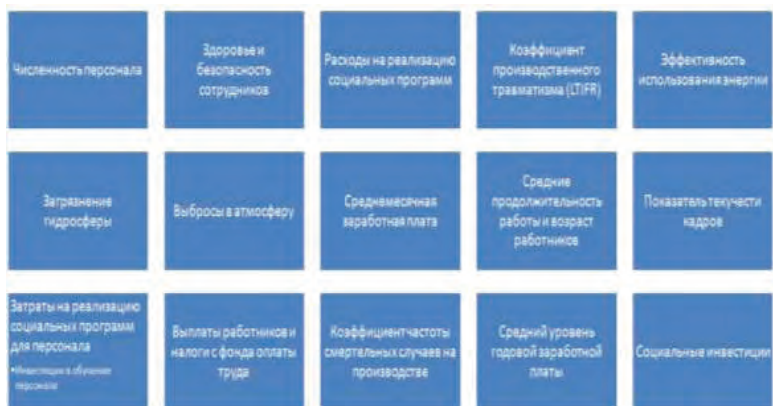 Численность персонала
Здоровье и
безопасность
сотрудников
Расходы на реализацию
социальных программ
Коэффициент
производственного
травматизма (LTIFR)
Эффективность
использования энергии
Загрязнение
гидросферы
Выбросы в атмосферу
Среднемесячная
заработная плата
Средние
продолжительность
работы и возраст
работников
Показатель текучести
кадров
Затраты на реализацию
социальных программ
для персонала
•Инвестиции в обучение
персонала
Выплаты работников и
налоги с фонда оплаты
труда
Коэффициент частоты
смертельных случаев на
производстве
Средний уровень
годовой заработной
платы
Социальные инвестиции